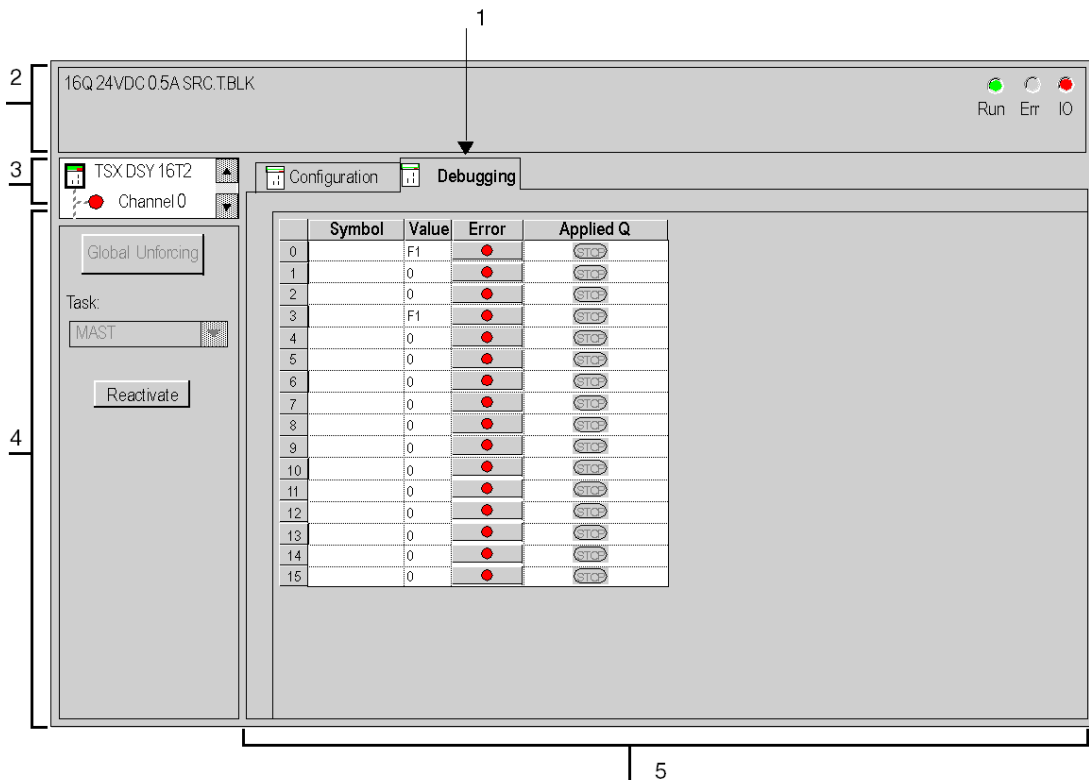 1
2
16Q 24VDC 0.5A SRC.T.BLK
Run Err IO
3
TSX DSY 16T2
Channel 0
Configuration
Debugging
4
Global Unforcing
Task:
MAST
Reactivate
Symbol Value Error Applied Q
0 F1 STOP
1 0 STOP
2 0 STOP
3 F1 STOP
4 0 STOP
5 0 STOP
6 0 STOP
7 0 STOP
8 0 STOP
9 0 STOP
10 0 STOP
11 0 STOP
12 0 STOP
13 0 STOP
14 0 STOP
15 0 STOP
5